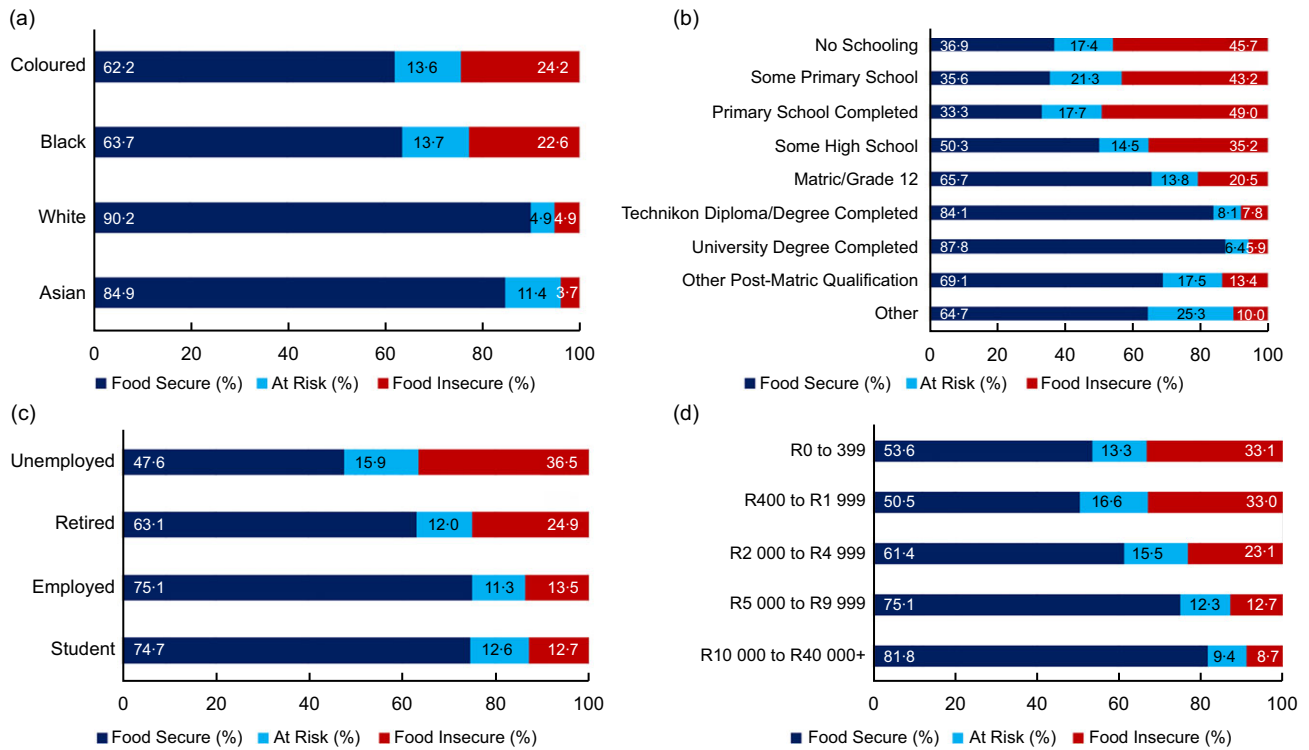 (a)
Coloured 62·2 13·6 24·2
Black 63·7 13·7 22·6
White 90·2 4·9 4·9
Asian 84·9 11·4 3·7
0 20 40 60 80 100
Food Secure (%) At Risk (%) Food Insecure (%)
(b)
No Schooling 36·9 17·4 45·7
Some Primary School 35·6 21·3 43·2
Primary School Completed 33·3 17·7 49·0
Some High School 50·3 14·5 35·2
Matric/Grade 12 65·7 13·8 20·5
Technikon Diploma/Degree Completed 84·1 8·1 7·8
University Degree Completed 87·8 6·4 5·9
Other Post-Matric Qualification 69·1 17·5 13·4
Other 64·7 25·3 10·0
0 20 40 60 80 100
Food Secure (%) At Risk (%) Food Insecure (%)
(c)
Unemployed 47·6 15·9 36·5
Retired 63·1 12·0 24·9
Employed 75·1 11·3 13·5
Student 74·7 12·6 12·7
0 20 40 60 80 100
Food Secure (%) At Risk (%) Food Insecure (%)
(d)
R0 to 399 53·6 13·3 33·1
R400 to R1 999 50·5 16·6 33·0
R2 000 to R4 999 61·4 15·5 23·1
R5 000 to R9 999 75·1 12·3 12·7
R10 000 to R40 000+ 81·8 9·4 8·7
0 20 40 60 80 100
Food Secure (%) At Risk (%) Food Insecure (%)